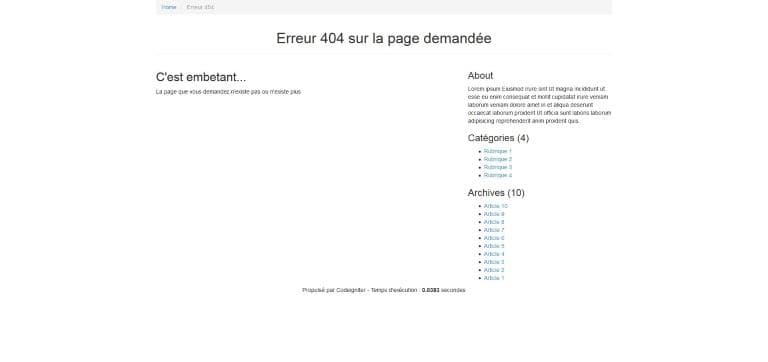 Home / Erreur 404
Erreur 404 sur la page demandée
C'est embetant...
La page que vous demandez n'existe pas ou n'existe plus
About
Lorem ipsum Eiusmod irure sint Ut magna incididunt ut
esse eu enim consequat et mollit cupidatat irure veniam
laborum veniam dolore amet in et aliqua deserunt
occaecat laborum proident Ut officia sunt laboris laborum
adipisicing reprehenderit anim proident quis.
Catégories (4)
Rubrique 1
Rubrique 2
Rubrique 3
Rubrique 4
Archives (10)
Article 10
Article 9
Article 8
Article 7
Article 6
Article 5
Article 4
Article 3
Article 2
Article 1
Propulsé par Codeigniter - Temps d'exécution : 0.0383 secondes